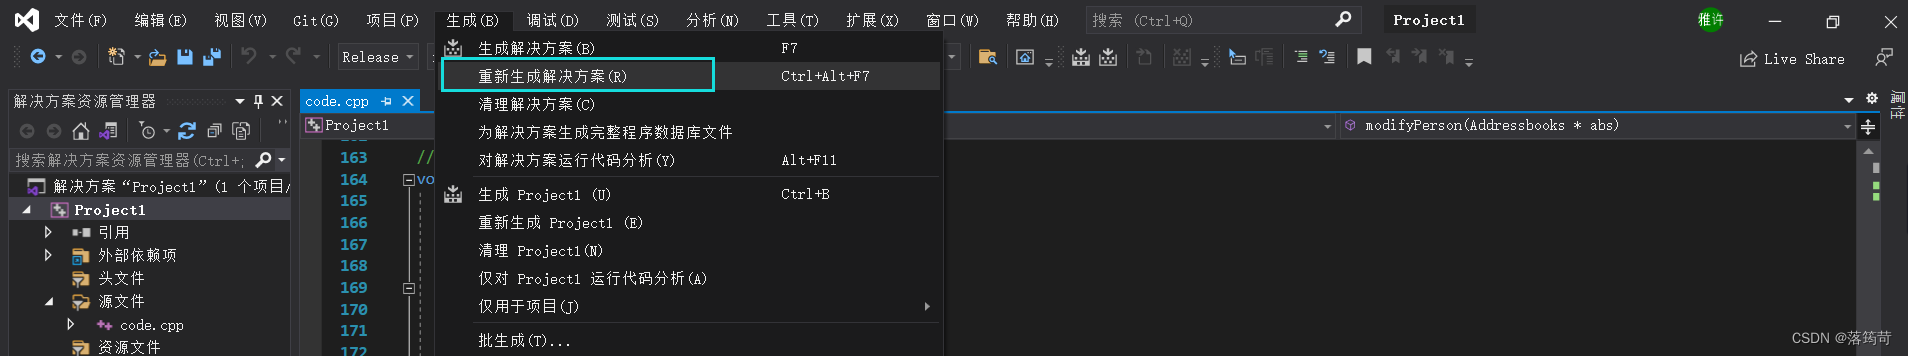 文件(F) 编辑(E) 视图(V) Git(G) 项目(P) 生成(B) 调试(D) 测试(S) 分析(N) 工具(T) 扩展(X) 窗口(W) 帮助(H) 搜索 (Ctrl+Q) Project1 雅许
Release
Live Share
生成解决方案(B) F7
重新生成解决方案(R) Ctrl+Alt+F7
清理解决方案(C)
为解决方案生成完整程序数据库文件
对解决方案运行代码分析(Y) Alt+F11
生成 Project1 (U) Ctrl+B
重新生成 Project1 (E)
清理 Project1(N)
仅对 Project1 运行代码分析(A)
仅用于项目(J)
批生成(T)...
解决方案资源管理器
搜索解决方案资源管理器(Ctrl+;
解决方案“Project1”(1 个项目/
Project1
引用
外部依赖项
头文件
源文件
code.cpp
资源文件
code.cpp
Project1
modifyPerson(Addressbooks * abs)
163 //
164 vo
165
166
167
168
169
170
171
172
属性
CSDN @落筠苛